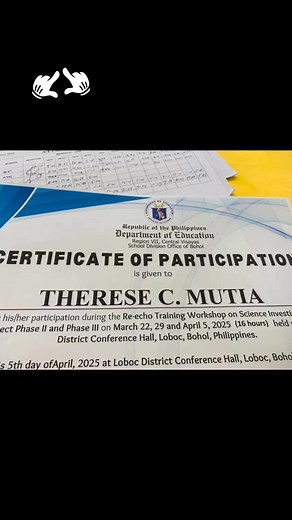 Republic of the Philippines
Department of Education
Region VII, Central Visayas
School Division Office of Bohol
CERTIFICATE OF PARTICIPATION
is given to
THERESE C. MUTIA
his/her participation during the Re-echo Training Workshop on Science Investi
ect Phase II and Phase III on March 22, 29 and April 5, 2025 (16 hours) held
District Conference Hall, Loboc, Bohol, Philippines.
is 5th day ofApril, 2025 at Loboc District Conference Hall, Loboc, Bohol